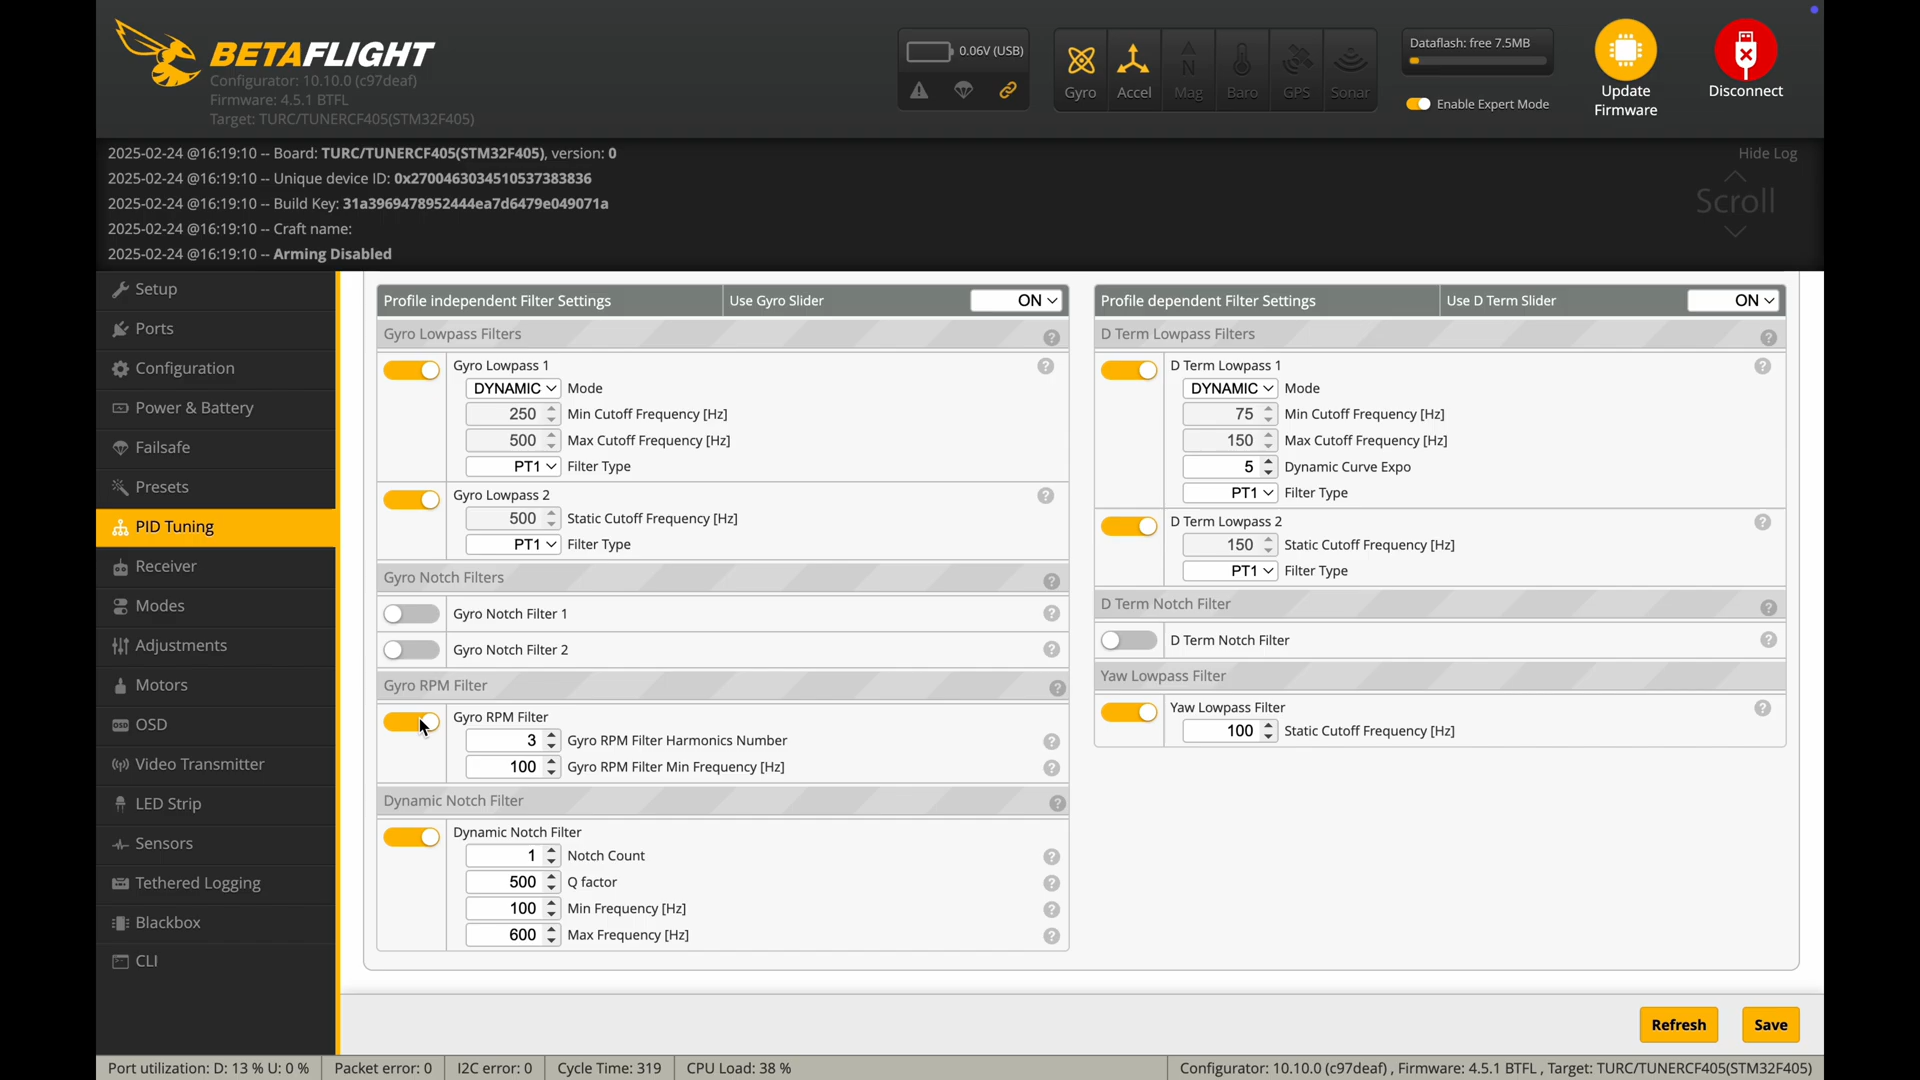 BETAFLIGHT
Configurator: 10.10.0 (c97deaf)
Firmware: 4.5.1 BTFL
Target: TURC/TUNERCF405(STM32F405)
0.06V (USB)
Gyro
Accel
Mag
Baro
GPS
Sonar
Dataflash: free 7.5MB
Enable Expert Mode
Update
Firmware
Disconnect
2025-02-24 @16:19:10 -- Board: TURC/TUNERCF405(STM32F405), version: 0
2025-02-24 @16:19:10 -- Unique device ID: 0x2700463034510537383836
2025-02-24 @16:19:10 -- Build Key: 31a3969478952444ea7d6479e049071a
2025-02-24 @16:19:10 -- Craft name:
2025-02-24 @16:19:10 -- Arming Disabled
Hide Log
Scroll
Setup
Ports
Configuration
Power & Battery
Failsafe
Presets
PID Tuning
Receiver
Modes
Adjustments
Motors
OSD
Video Transmitter
LED Strip
Sensors
Tethered Logging
Blackbox
CLI
Profile independent Filter Settings Use Gyro Slider ON
Gyro Lowpass Filters
Gyro Lowpass 1
DYNAMIC Mode
250 Min Cutoff Frequency [Hz]
500 Max Cutoff Frequency [Hz]
PT1 Filter Type
Gyro Lowpass 2
500 Static Cutoff Frequency [Hz]
PT1 Filter Type
Gyro Notch Filters
Gyro Notch Filter 1
Gyro Notch Filter 2
Gyro RPM Filter
Gyro RPM Filter
3 Gyro RPM Filter Harmonics Number
100 Gyro RPM Filter Min Frequency [Hz]
Dynamic Notch Filter
Dynamic Notch Filter
1 Notch Count
500 Q factor
100 Min Frequency [Hz]
600 Max Frequency [Hz]
Profile dependent Filter Settings Use D Term Slider ON
D Term Lowpass Filters
D Term Lowpass 1
DYNAMIC Mode
75 Min Cutoff Frequency [Hz]
150 Max Cutoff Frequency [Hz]
5 Dynamic Curve Expo
PT1 Filter Type
D Term Lowpass 2
150 Static Cutoff Frequency [Hz]
PT1 Filter Type
D Term Notch Filter
D Term Notch Filter
Yaw Lowpass Filter
Yaw Lowpass Filter
100 Static Cutoff Frequency [Hz]
Refresh
Save
Port utilization: D: 13 % U: 0 % Packet error: 0 I2C error: 0 Cycle Time: 319 CPU Load: 38 % Configurator: 10.10.0 (c97deaf) , Firmware: 4.5.1 BTFL , Target: TURC/TUNERCF405(STM32F405)